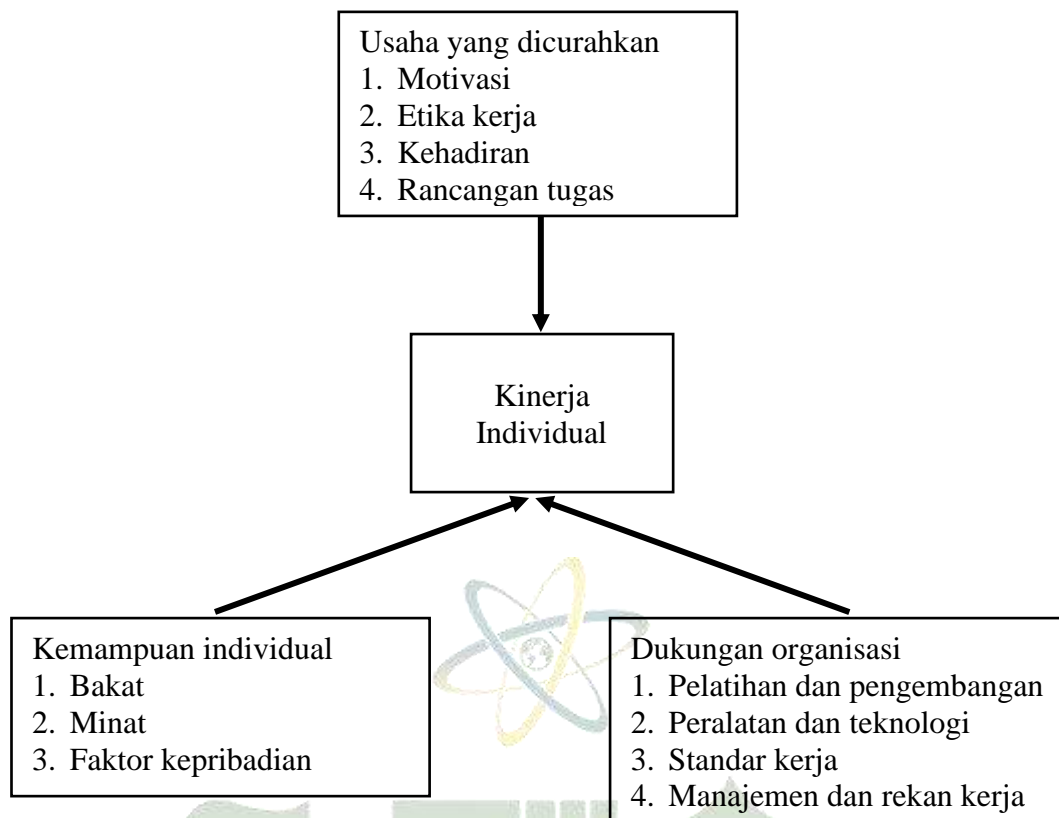 Usaha yang dicurahkan
1. Motivasi
2. Etika kerja
3. Kehadiran
4. Rancangan tugas
Kinerja
Individual
Kemampuan individual
1. Bakat
2. Minat
3. Faktor kepribadian
Dukungan organisasi
1. Pelatihan dan pengembangan
2. Peralatan dan teknologi
3. Standar kerja
4. Manajemen dan rekan kerja